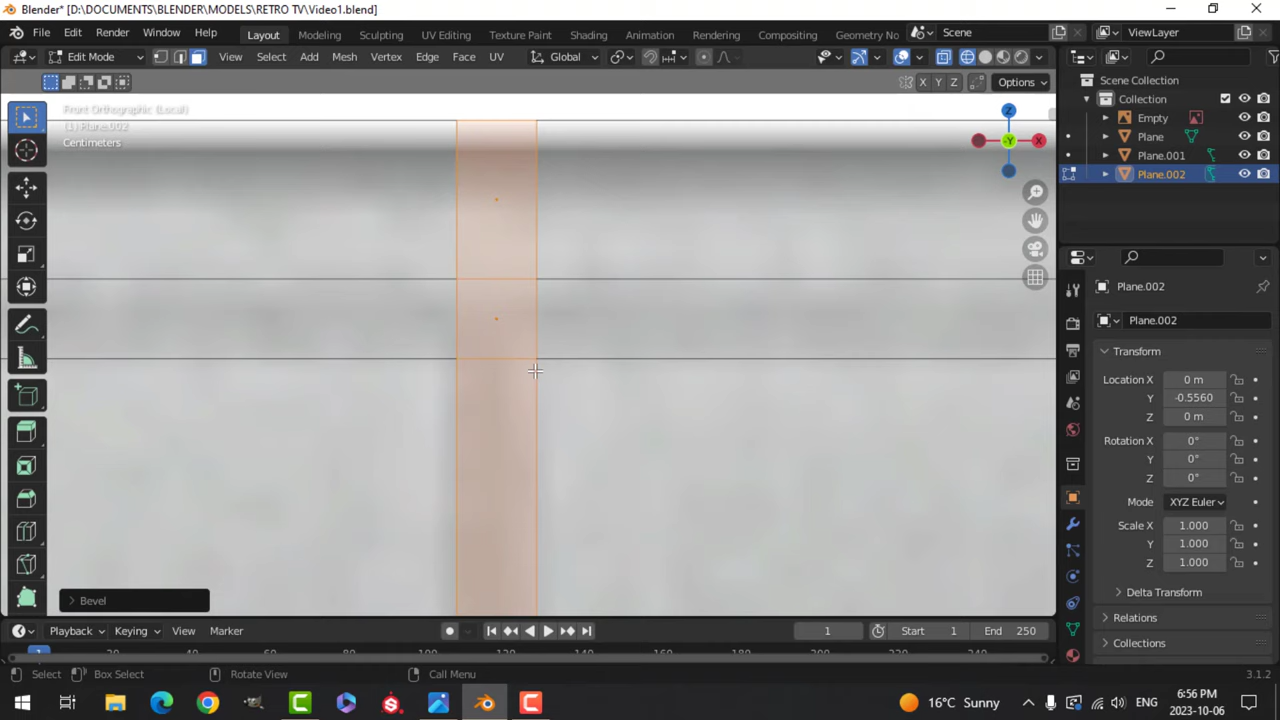 Blender* [D:\DOCUMENTS\BLENDER\MODELS\RETRO TV\Video1.blend]
File Edit Render Window Help Layout Modeling Sculpting UV Editing Texture Paint Shading Animation Rendering Compositing Geometry No Scene ViewLayer
Edit Mode View Select Add Mesh Vertex Edge Face UV Global
X Y Z Options
Front Orthographic (Local)
(1) Plane.002
Centimeters
Z
-Y
X
Scene Collection
Collection
Empty
Plane
Plane.001
Plane.002
Plane.002
Plane.002
Transform
Location X 0 m
Y -0.5560
Z 0 m
Rotation X 0°
Y 0°
Z 0°
Mode XYZ Euler
Scale X 1.000
Y 1.000
Z 1.000
Delta Transform
Relations
Collections
Bevel
Playback Keying View Marker 1 Start 1 End 250
Select Box Select Rotate View Call Menu 3.1.2
16°C Sunny ENG 6:56 PM
2023-10-06